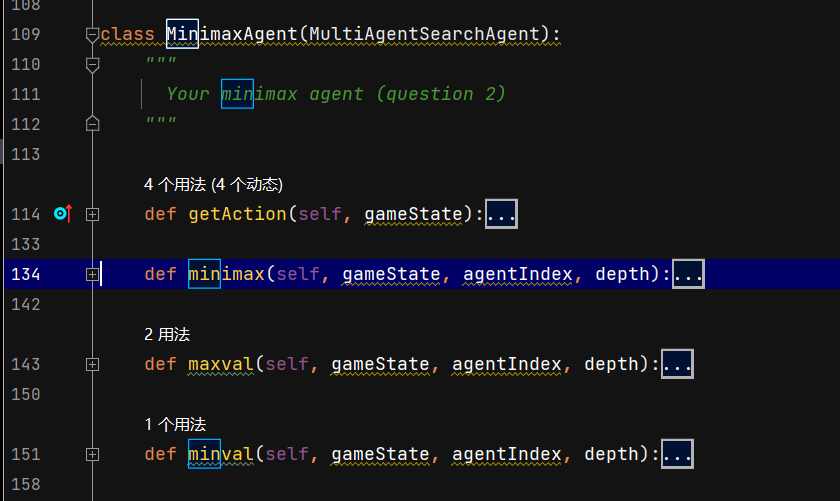 108
109 class MinimaxAgent(MultiAgentSearchAgent):
110 """
111 Your minimax agent (question 2)
112 """
113
4 个用法 (4 个动态)
114 def getAction(self, gameState):...
133
134 def minimax(self, gameState, agentIndex, depth):...
142
2 用法
143 def maxval(self, gameState, agentIndex, depth):...
150
1 个用法
151 def minval(self, gameState, agentIndex, depth):...
158